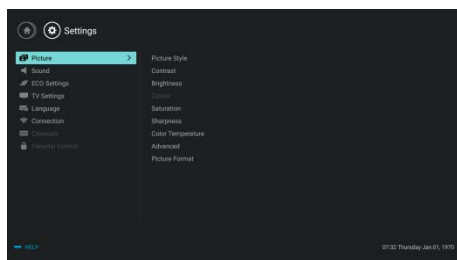 Settings
Picture
Sound
ECO Settings
TV Settings
Language
Connection
Channels
Parental Control
Picture Style
Contrast
Brightness
Colour
Saturation
Sharpness
Color Temperature
Advanced
Picture Format
HELP
07:32 Thursday Jan 01, 1970